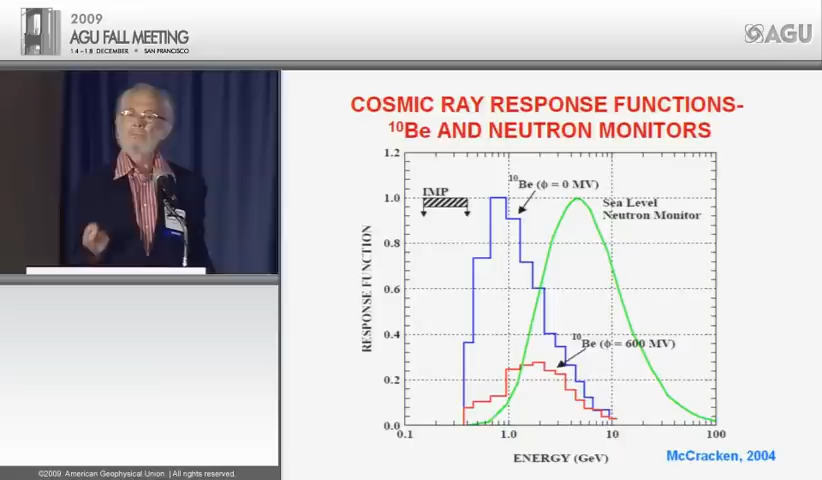 2009
AGU FALL MEETING
14–18 DECEMBER • SAN FRANCISCO
AGU
COSMIC RAY RESPONSE FUNCTIONS-
¹⁰Be AND NEUTRON MONITORS
1.2
1.0
0.8
0.6
0.4
0.2
0.0
RESPONSE FUNCTION
IMP
¹⁰Be (ϕ = 0 MV)
Sea Level
Neutron Monitor
¹⁰Be (ϕ = 600 MV)
0.1
1.0
10
100
ENERGY (GeV)
McCracken, 2004
©2009. American Geophysical Union. | All rights reserved.